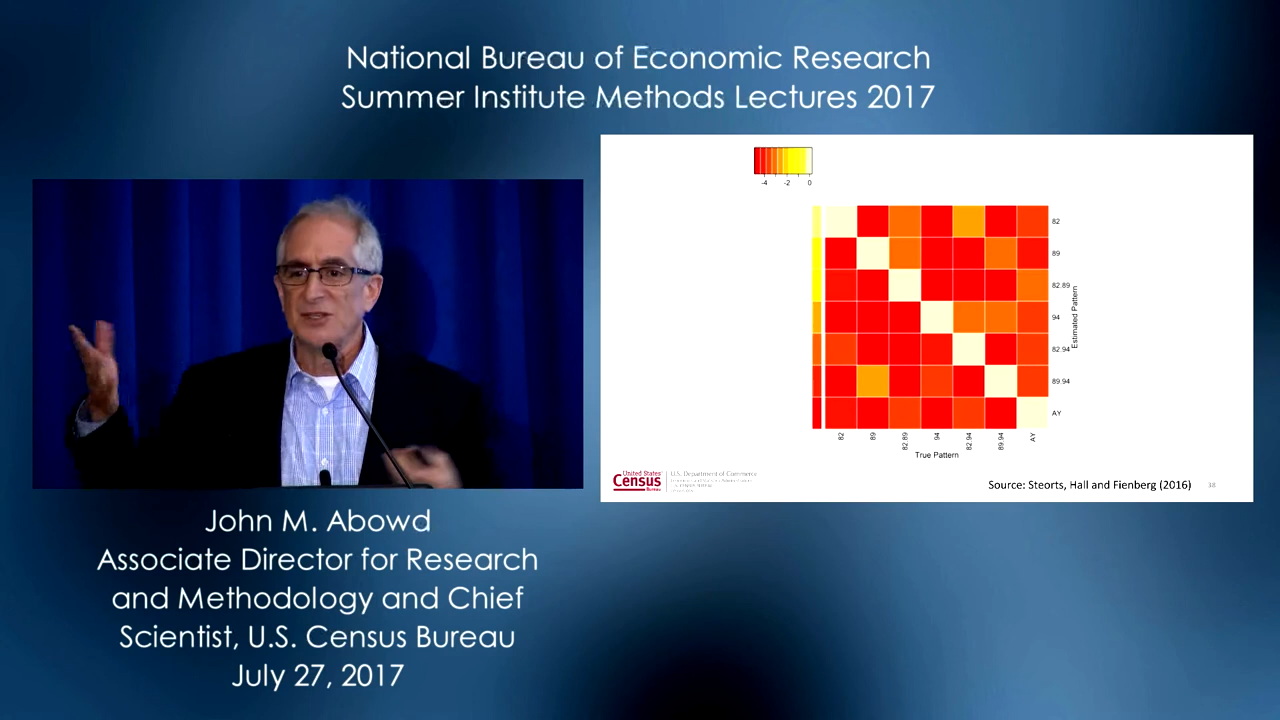 National Bureau of Economic Research
Summer Institute Methods Lectures 2017
-4 -2 0
82
89
82.89
94
82.94
89.94
AY
Estimated Pattern
82 89 82.89 94 82.94 89.94 AY
True Pattern
United States
Census
Bureau
U.S. Department of Commerce
Source: Steorts, Hall and Fienberg (2016)
38
John M. Abowd
Associate Director for Research
and Methodology and Chief
Scientist, U.S. Census Bureau
July 27, 2017